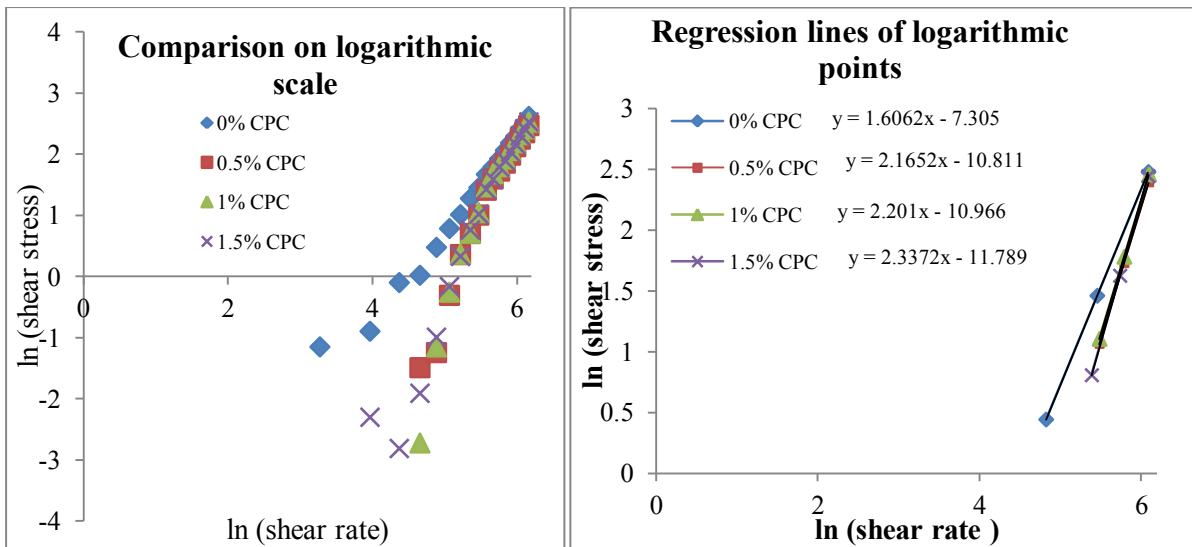 Comparison on logarithmic
scale
4
3
2
1
0
-1
-2
-3
-4
0
2
4
6
0% CPC
0.5% CPC
1% CPC
1.5% CPC
ln (shear stress)
ln (shear rate)
Regression lines of logarithmic
points
3
2.5
2
1.5
1
0.5
0
0
2
4
6
0% CPC y = 1.6062x - 7.305
0.5% CPC y = 2.1652x - 10.811
1% CPC y = 2.201x - 10.966
1.5% CPC y = 2.3372x - 11.789
ln (shear stress)
ln (shear rate )